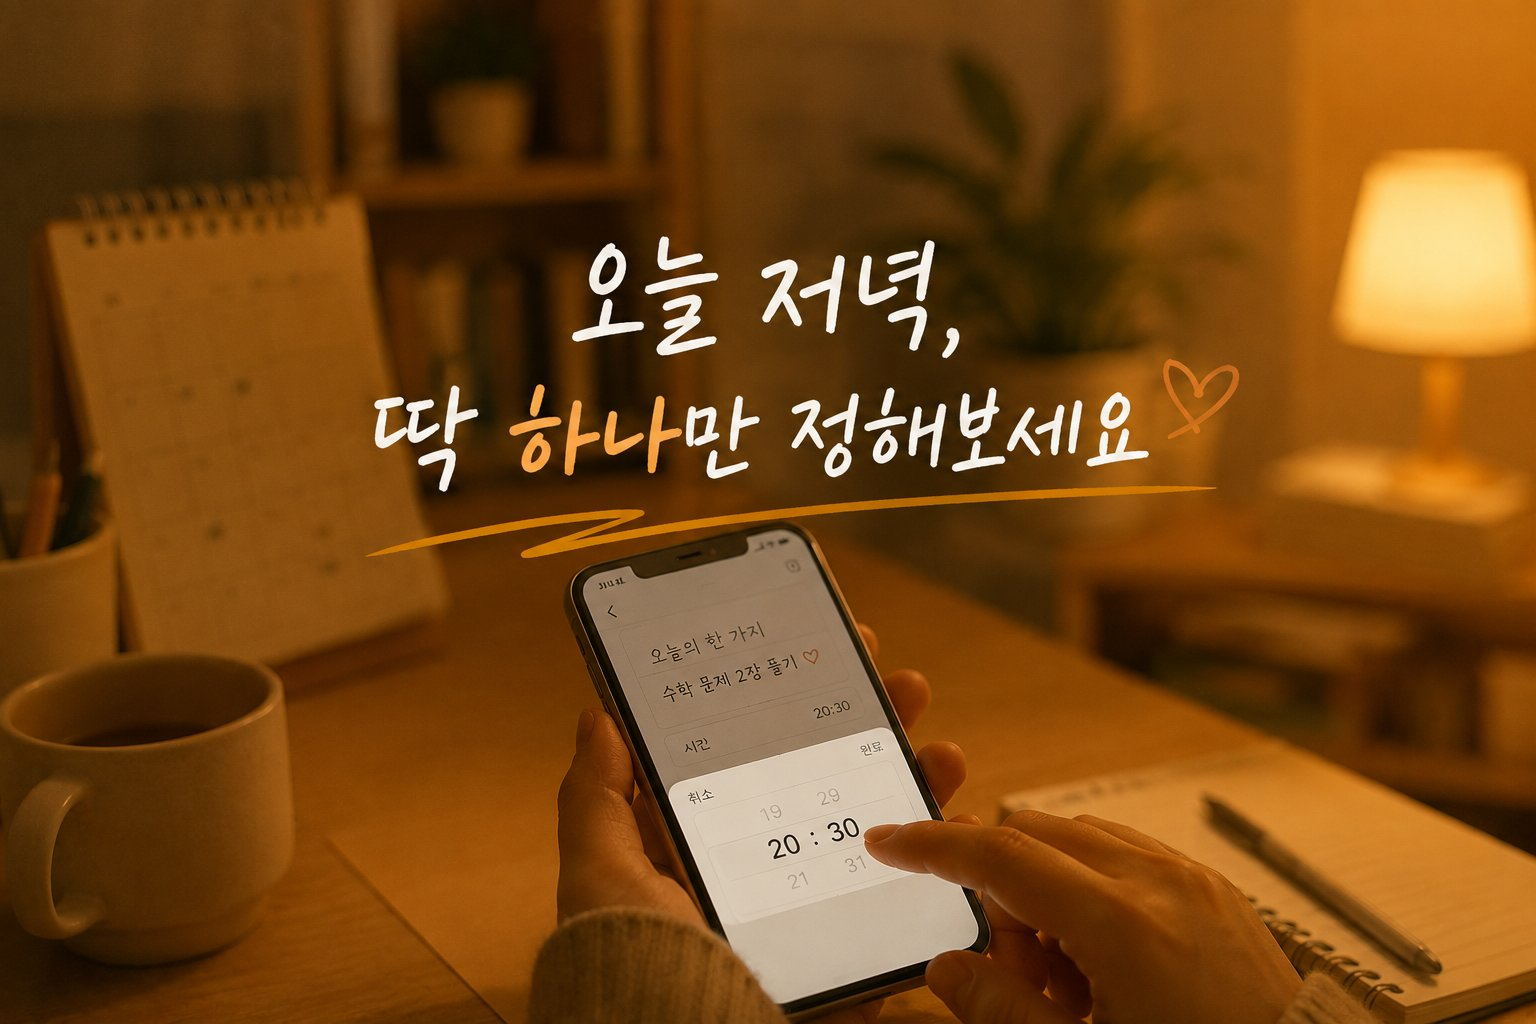 오늘 저녁,
딱 하나만 정해보세요
오늘의 한 가지
수학 문제 2장 풀기
20:30
시간
완료
취소
19 29
20 : 30
21 31